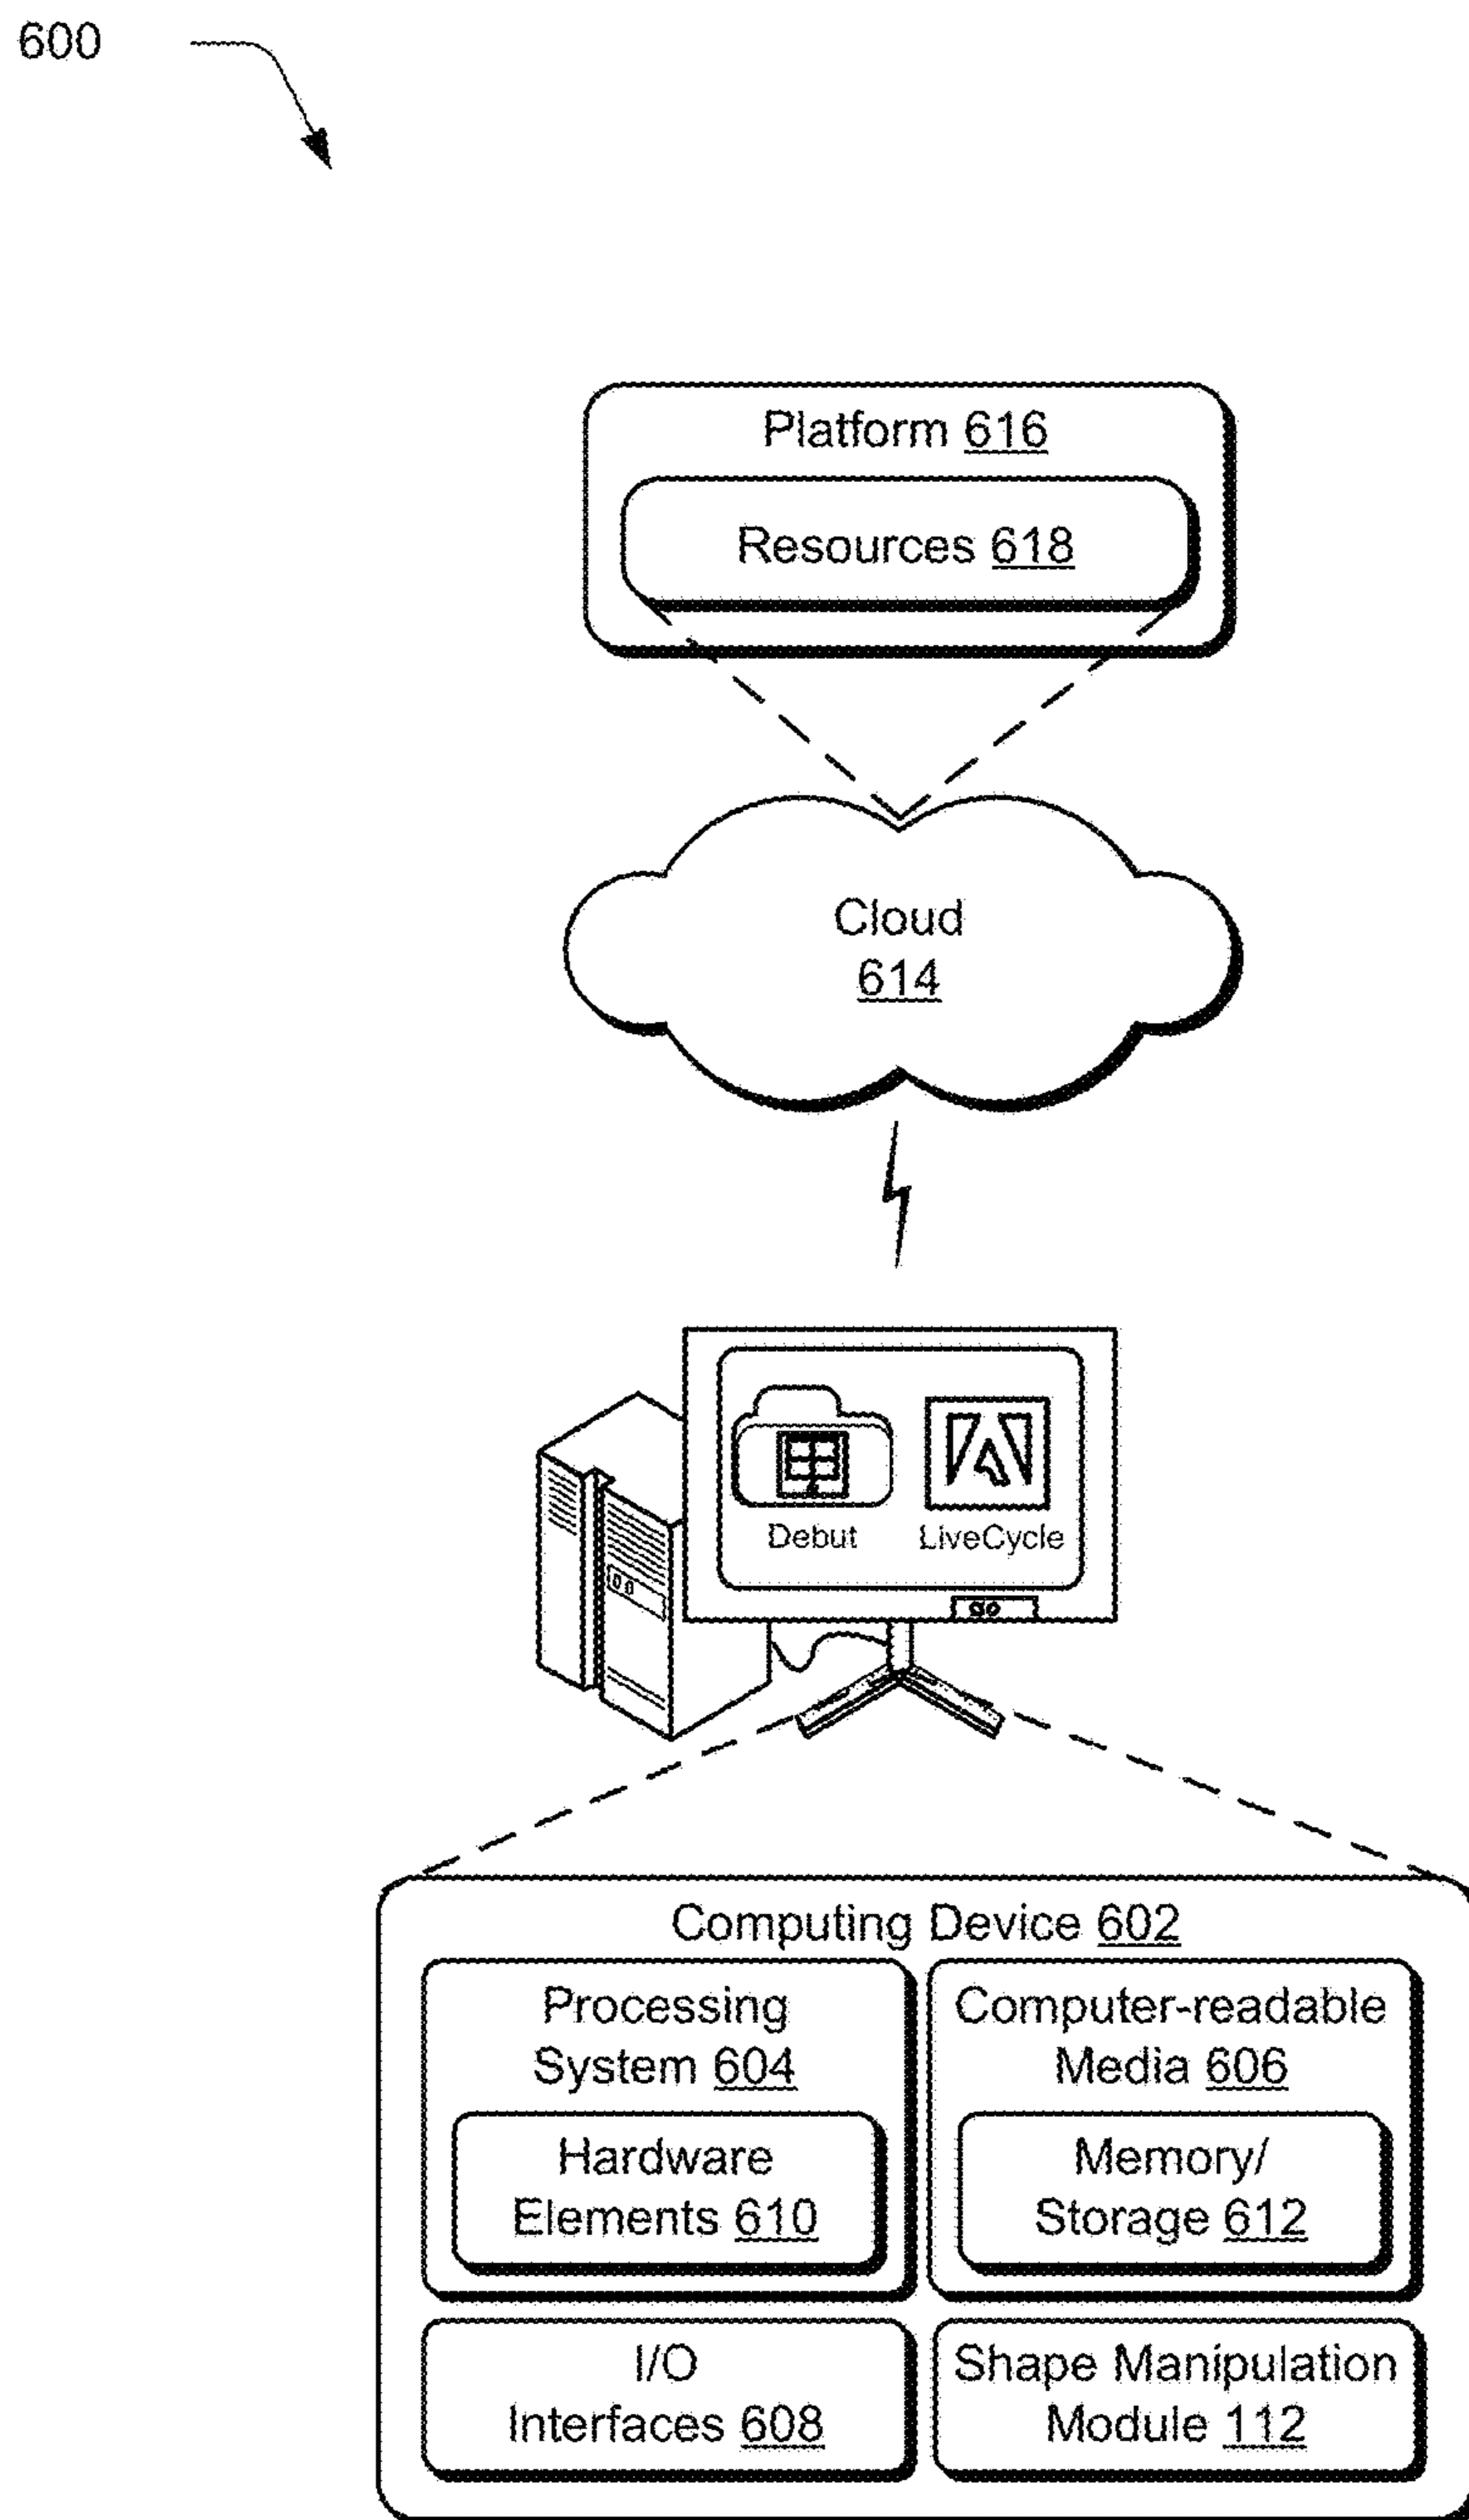 600
Platform 616
Resources 618
Cloud
614
Debut
LiveCycle
Computing Device 602
Processing
System 604
Hardware
Elements 610
Computer-readable
Media 606
Memory/
Storage 612
I/O
Interfaces 608
Shape Manipulation
Module 112